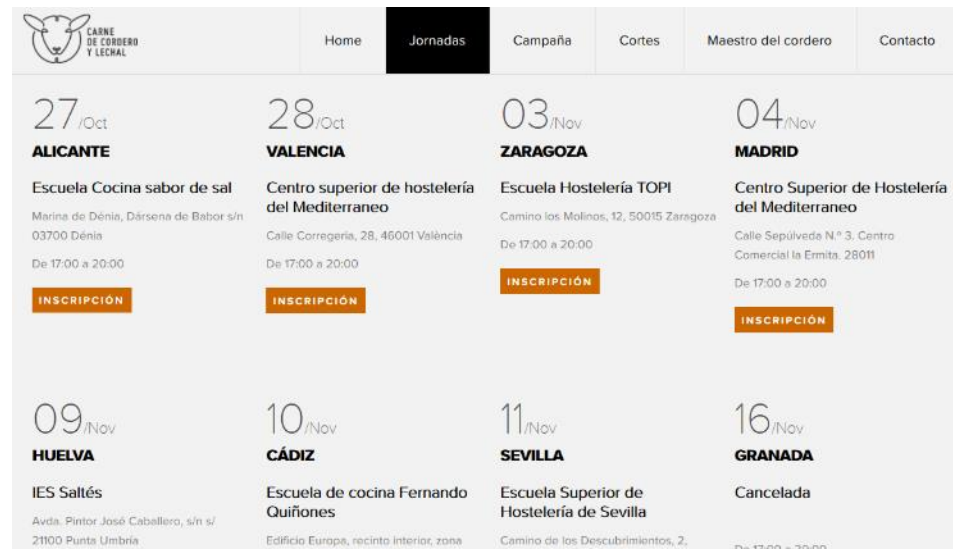 CARNE
DE CORDERO
Y LECHAL
Home
Jornadas
Campaña
Cortes
Maestro del cordero
Contacto
27/Oct
ALICANTE
Escuela Cocina sabor de sal
Marina de Dénia, Dársena de Babor s/n
03700 Dénia
De 17:00 a 20:00
INSCRIPCIÓN
28/Oct
VALENCIA
Centro superior de hostelería
del Mediterraneo
Calle Corregeria, 28, 46001 València
De 17:00 a 20:00
INSCRIPCIÓN
03/Nov
ZARAGOZA
Escuela Hostelería TOPI
Camino los Molinos, 12, 50015 Zaragoza
De 17:00 a 20:00
INSCRIPCIÓN
04/Nov
MADRID
Centro Superior de Hostelería
del Mediterraneo
Calle Sepúlveda N.º 3. Centro
Comercial la Ermita. 28011
De 17:00 a 20:00
INSCRIPCIÓN
09/Nov
HUELVA
IES Saltés
Avda. Pintor José Caballero, s/n s/
21100 Punta Umbría
10/Nov
CÁDIZ
Escuela de cocina Fernando
Quiñones
Edificio Europa, recinto interior, zona
11/Nov
SEVILLA
Escuela Superior de
Hostelería de Sevilla
Camino de los Descubrimientos, 2,
16/Nov
GRANADA
Cancelada
De 17:00 a 20:00